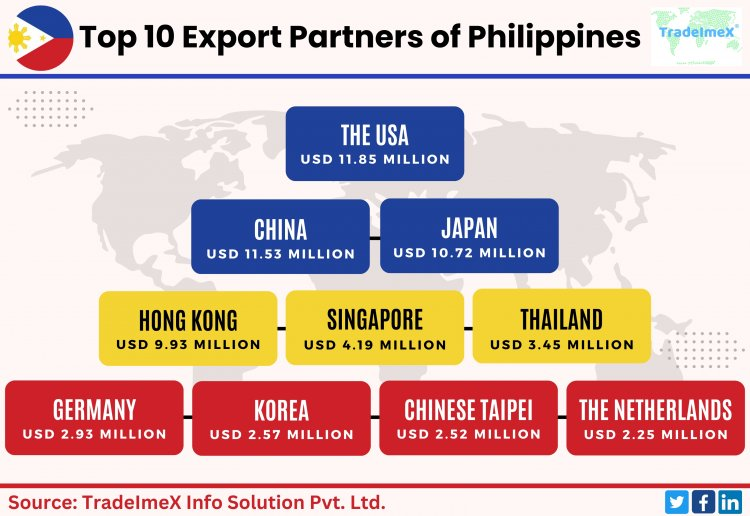 Top 10 Export Partners of Philippines
TradeImeX
THE USA
USD 11.85 MILLION
CHINA
USD 11.53 MILLION
JAPAN
USD 10.72 MILLION
HONG KONG
USD 9.93 MILLION
SINGAPORE
USD 4.19 MILLION
THAILAND
USD 3.45 MILLION
GERMANY
USD 2.93 MILLION
KOREA
USD 2.57 MILLION
CHINESE TAIPEI
USD 2.52 MILLION
THE NETHERLANDS
USD 2.25 MILLION
Source: TradeImeX Info Solution Pvt. Ltd.